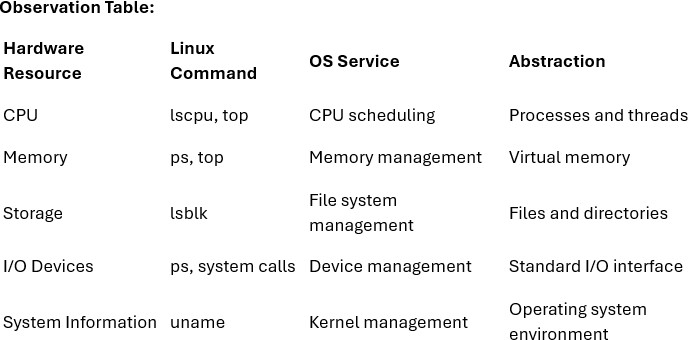 Observation Table:
Hardware Resource | Linux Command | OS Service | Abstraction
CPU | lscpu, top | CPU scheduling | Processes and threads
Memory | ps, top | Memory management | Virtual memory
Storage | lsblk | File system management | Files and directories
I/O Devices | ps, system calls | Device management | Standard I/O interface
System Information | uname | Kernel management | Operating system environment